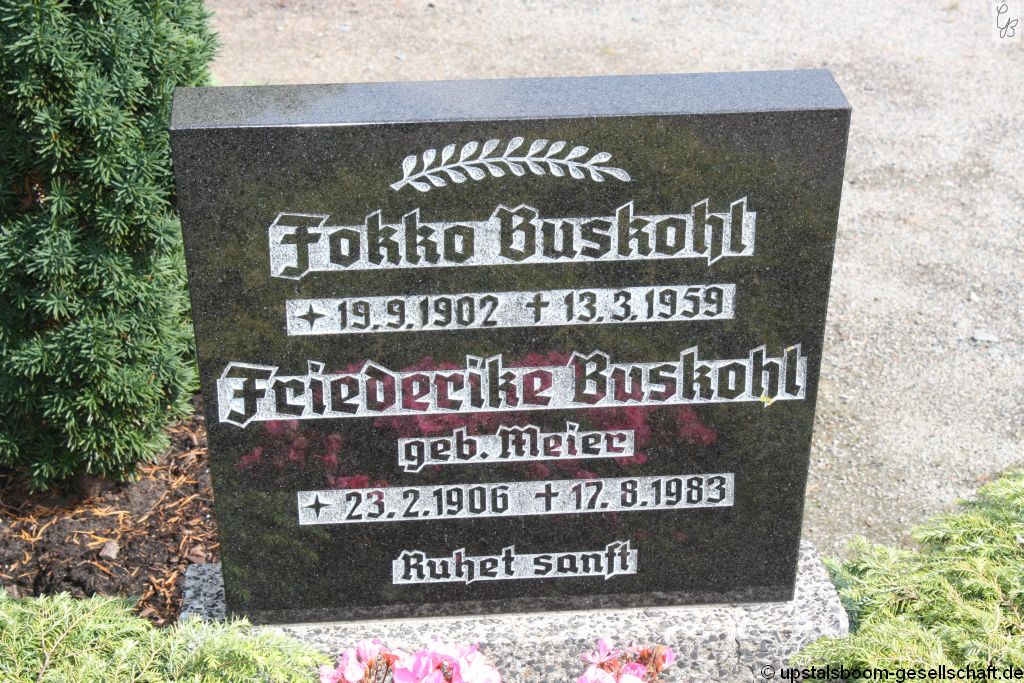 Fokko Buskohl
19.9.1902 † 13.3.1959
Friederike Buskohl
geb. Meier
23.2.1906 † 17.8.1983
Ruhet sanft
© upstalsboom-gesellschaft.de